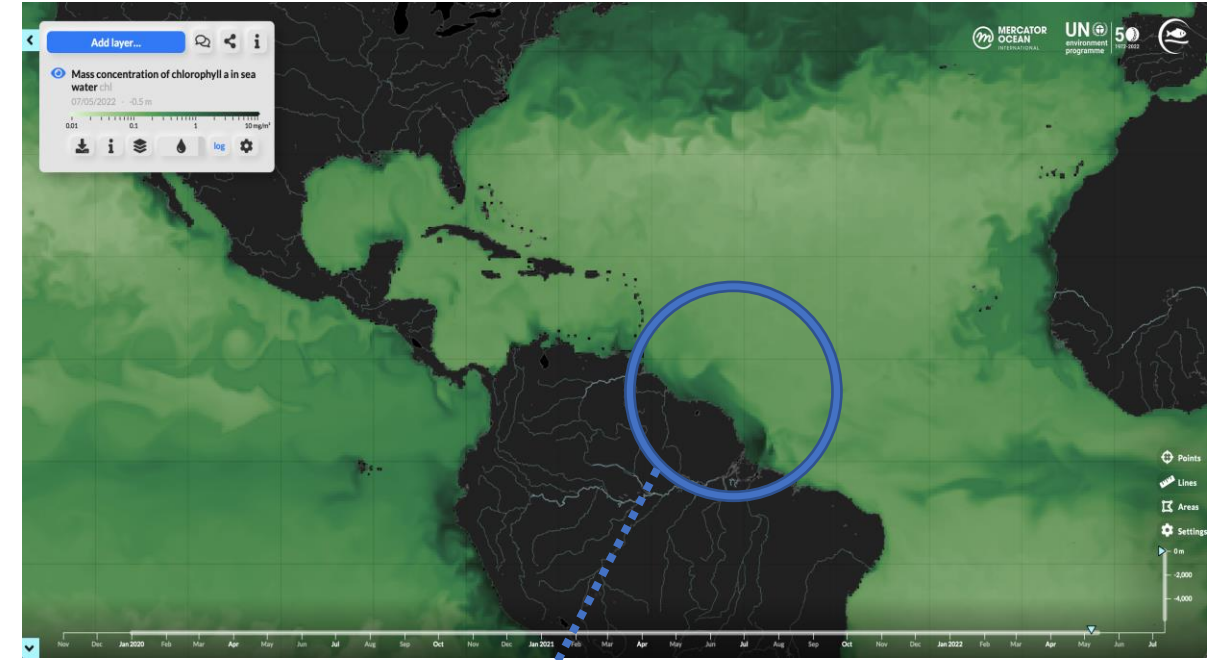 Add layer...
Mass concentration of chlorophyll a in sea
water chl
07/05/2022 - -0.5 m
0.01 0.1 1 10 mg/m³
log
MERCATOR
OCEAN
INTERNATIONAL
UN
environment
programme
50
1972-2022
Points
Lines
Areas
Settings
0 m
-2,000
-4,000
Nov Dec Jan 2020 Feb Mar Apr May Jun Jul Aug Sep Oct Nov Dec Jan 2021 Feb Mar Apr May Jun Jul Aug Sep Oct Nov Dec Jan 2022 Feb Mar Apr May Jun Jul